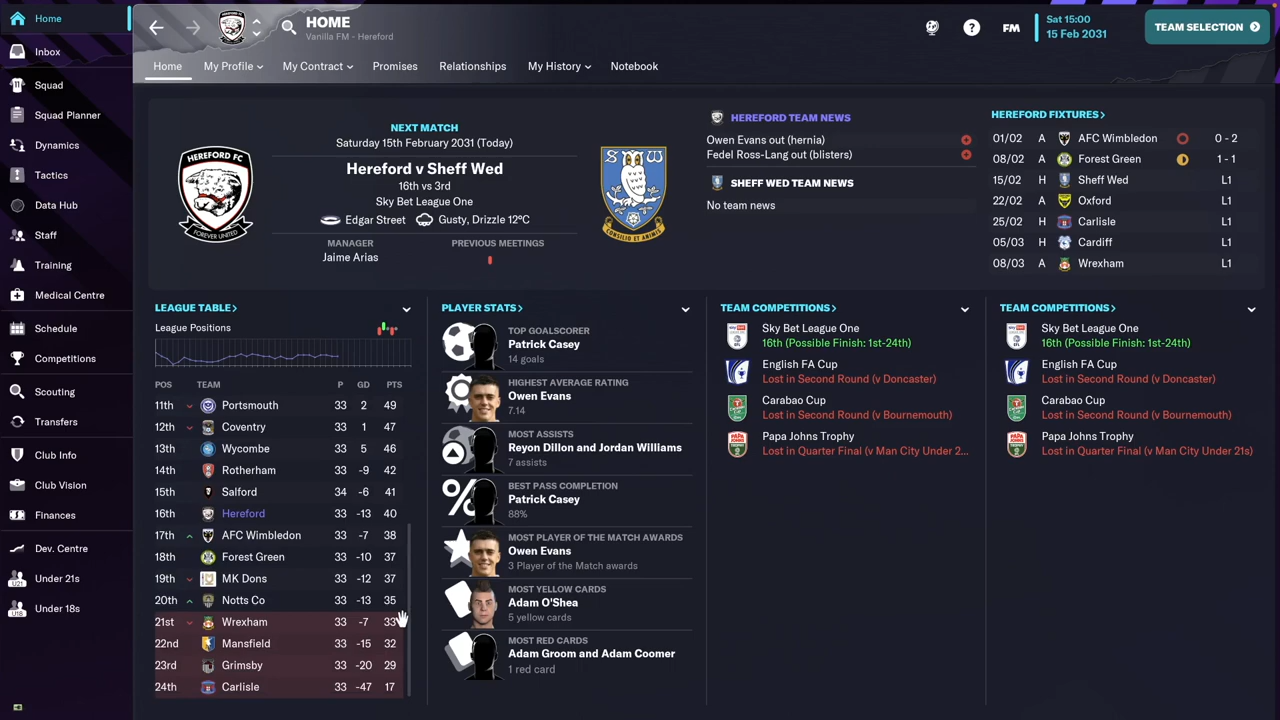 Home
HOME
Vanilla FM - Hereford
FM
Sat 15:00
15 Feb 2031
TEAM SELECTION
Inbox
Squad
Squad Planner
Dynamics
Tactics
Data Hub
Staff
Training
Medical Centre
Schedule
Competitions
Scouting
Transfers
Club Info
Club Vision
Finances
Dev. Centre
U21
Under 21s
U18
Under 18s
Home
My Profile
My Contract
Promises
Relationships
My History
Notebook
HEREFORD FC
FOREVER UNITED
NEXT MATCH
Saturday 15th February 2031 (Today)
Hereford v Sheff Wed
16th vs 3rd
Sky Bet League One
Edgar Street
Gusty, Drizzle 12°C
MANAGER
Jaime Arias
PREVIOUS MEETINGS
SW
CONSILIO ET ANIMIS
HEREFORD TEAM NEWS
Owen Evans out (hernia)
Fedel Ross-Lang out (blisters)
SHEFF WED TEAM NEWS
No team news
HEREFORD FIXTURES
01/02 A AFC Wimbledon 0 - 2
08/02 A Forest Green 1 - 1
15/02 H Sheff Wed L1
22/02 A Oxford L1
25/02 H Carlisle L1
05/03 H Cardiff L1
08/03 A Wrexham L1
LEAGUE TABLE
League Positions
POS TEAM P GD PTS
11th Portsmouth 33 2 49
12th Coventry 33 1 47
13th Wycombe 33 5 46
14th Rotherham 33 -9 42
15th Salford 34 -6 41
16th Hereford 33 -13 40
17th AFC Wimbledon 33 -7 38
18th Forest Green 33 -10 37
19th MK Dons 33 -12 37
20th Notts Co 33 -13 35
21st Wrexham 33 -7 33
22nd Mansfield 33 -15 32
23rd Grimsby 33 -20 29
24th Carlisle 33 -47 17
PLAYER STATS
TOP GOALSCORER
Patrick Casey
14 goals
HIGHEST AVERAGE RATING
Owen Evans
7.14
MOST ASSISTS
Reyon Dillon and Jordan Williams
7 assists
BEST PASS COMPLETION
Patrick Casey
88%
MOST PLAYER OF THE MATCH AWARDS
Owen Evans
3 Player of the Match awards
MOST YELLOW CARDS
Adam O'Shea
5 yellow cards
MOST RED CARDS
Adam Groom and Adam Coomer
1 red card
TEAM COMPETITIONS
Sky Bet League One
16th (Possible Finish: 1st-24th)
English FA Cup
Lost in Second Round (v Doncaster)
Carabao Cup
Lost in Second Round (v Bournemouth)
Papa Johns Trophy
Lost in Quarter Final (v Man City Under 2...
TEAM COMPETITIONS
Sky Bet League One
16th (Possible Finish: 1st-24th)
English FA Cup
Lost in Second Round (v Doncaster)
Carabao Cup
Lost in Second Round (v Bournemouth)
Papa Johns Trophy
Lost in Quarter Final (v Man City Under 21s)